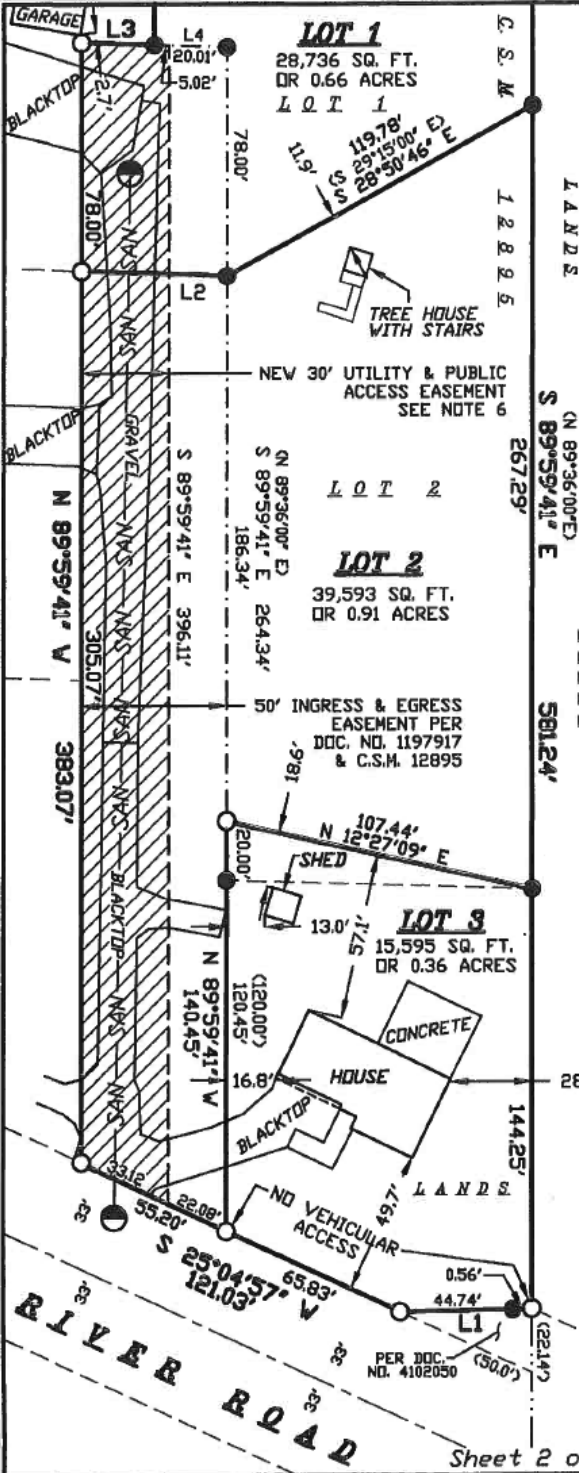 GARAGE
L3
L4
20.01'
5.02'
2.7'
BLACKTOP
LOT 1
28,736 SQ. FT.
OR 0.66 ACRES
LOT 1
C.S.M. 12895
LANDS
78.00'
78.00'
11.9'
119.78'
(S 29°15'00" E)
S 28°50'46" E
L2
TREE HOUSE
WITH STAIRS
NEW 30' UTILITY & PUBLIC
ACCESS EASEMENT
SEE NOTE 6
SAN SAN SAN SAN SAN SAN SAN SAN SAN
GRAVEL
BLACKTOP
BLACKTOP
N 89°59'41" W
383.07'
305.07'
S 89°59'41" E 396.11'
(N 89°36'00" E)
S 89°59'41" E 264.34'
186.34'
LOT 2
LOT 2
39,593 SQ. FT.
OR 0.91 ACRES
(N 89°36'00"E)
S 89°59'41" E
267.29'
581.24'
50' INGRESS & EGRESS
EASEMENT PER
DOC. NO. 1197917
& C.S.M. 12895
18.6'
107.44'
N 12°27'09" E
20.00'
SHED
13.0'
57.1'
LOT 3
15,595 SQ. FT.
OR 0.36 ACRES
N 89°59'41" W
(120.00')
120.45'
140.45'
CONCRETE
HOUSE
16.8'
28
BLACKTOP
144.25'
LANDS
49.7'
33.12
22.08'
55.20'
NO VEHICULAR
ACCESS
S 25°04'57" W
121.03'
65.83'
0.56'
44.74'
L1
(22.14')
PER DOC.
NO. 4102050
(50.0')
33'
33'
33'
33'
RIVER ROAD
Sheet 2 o